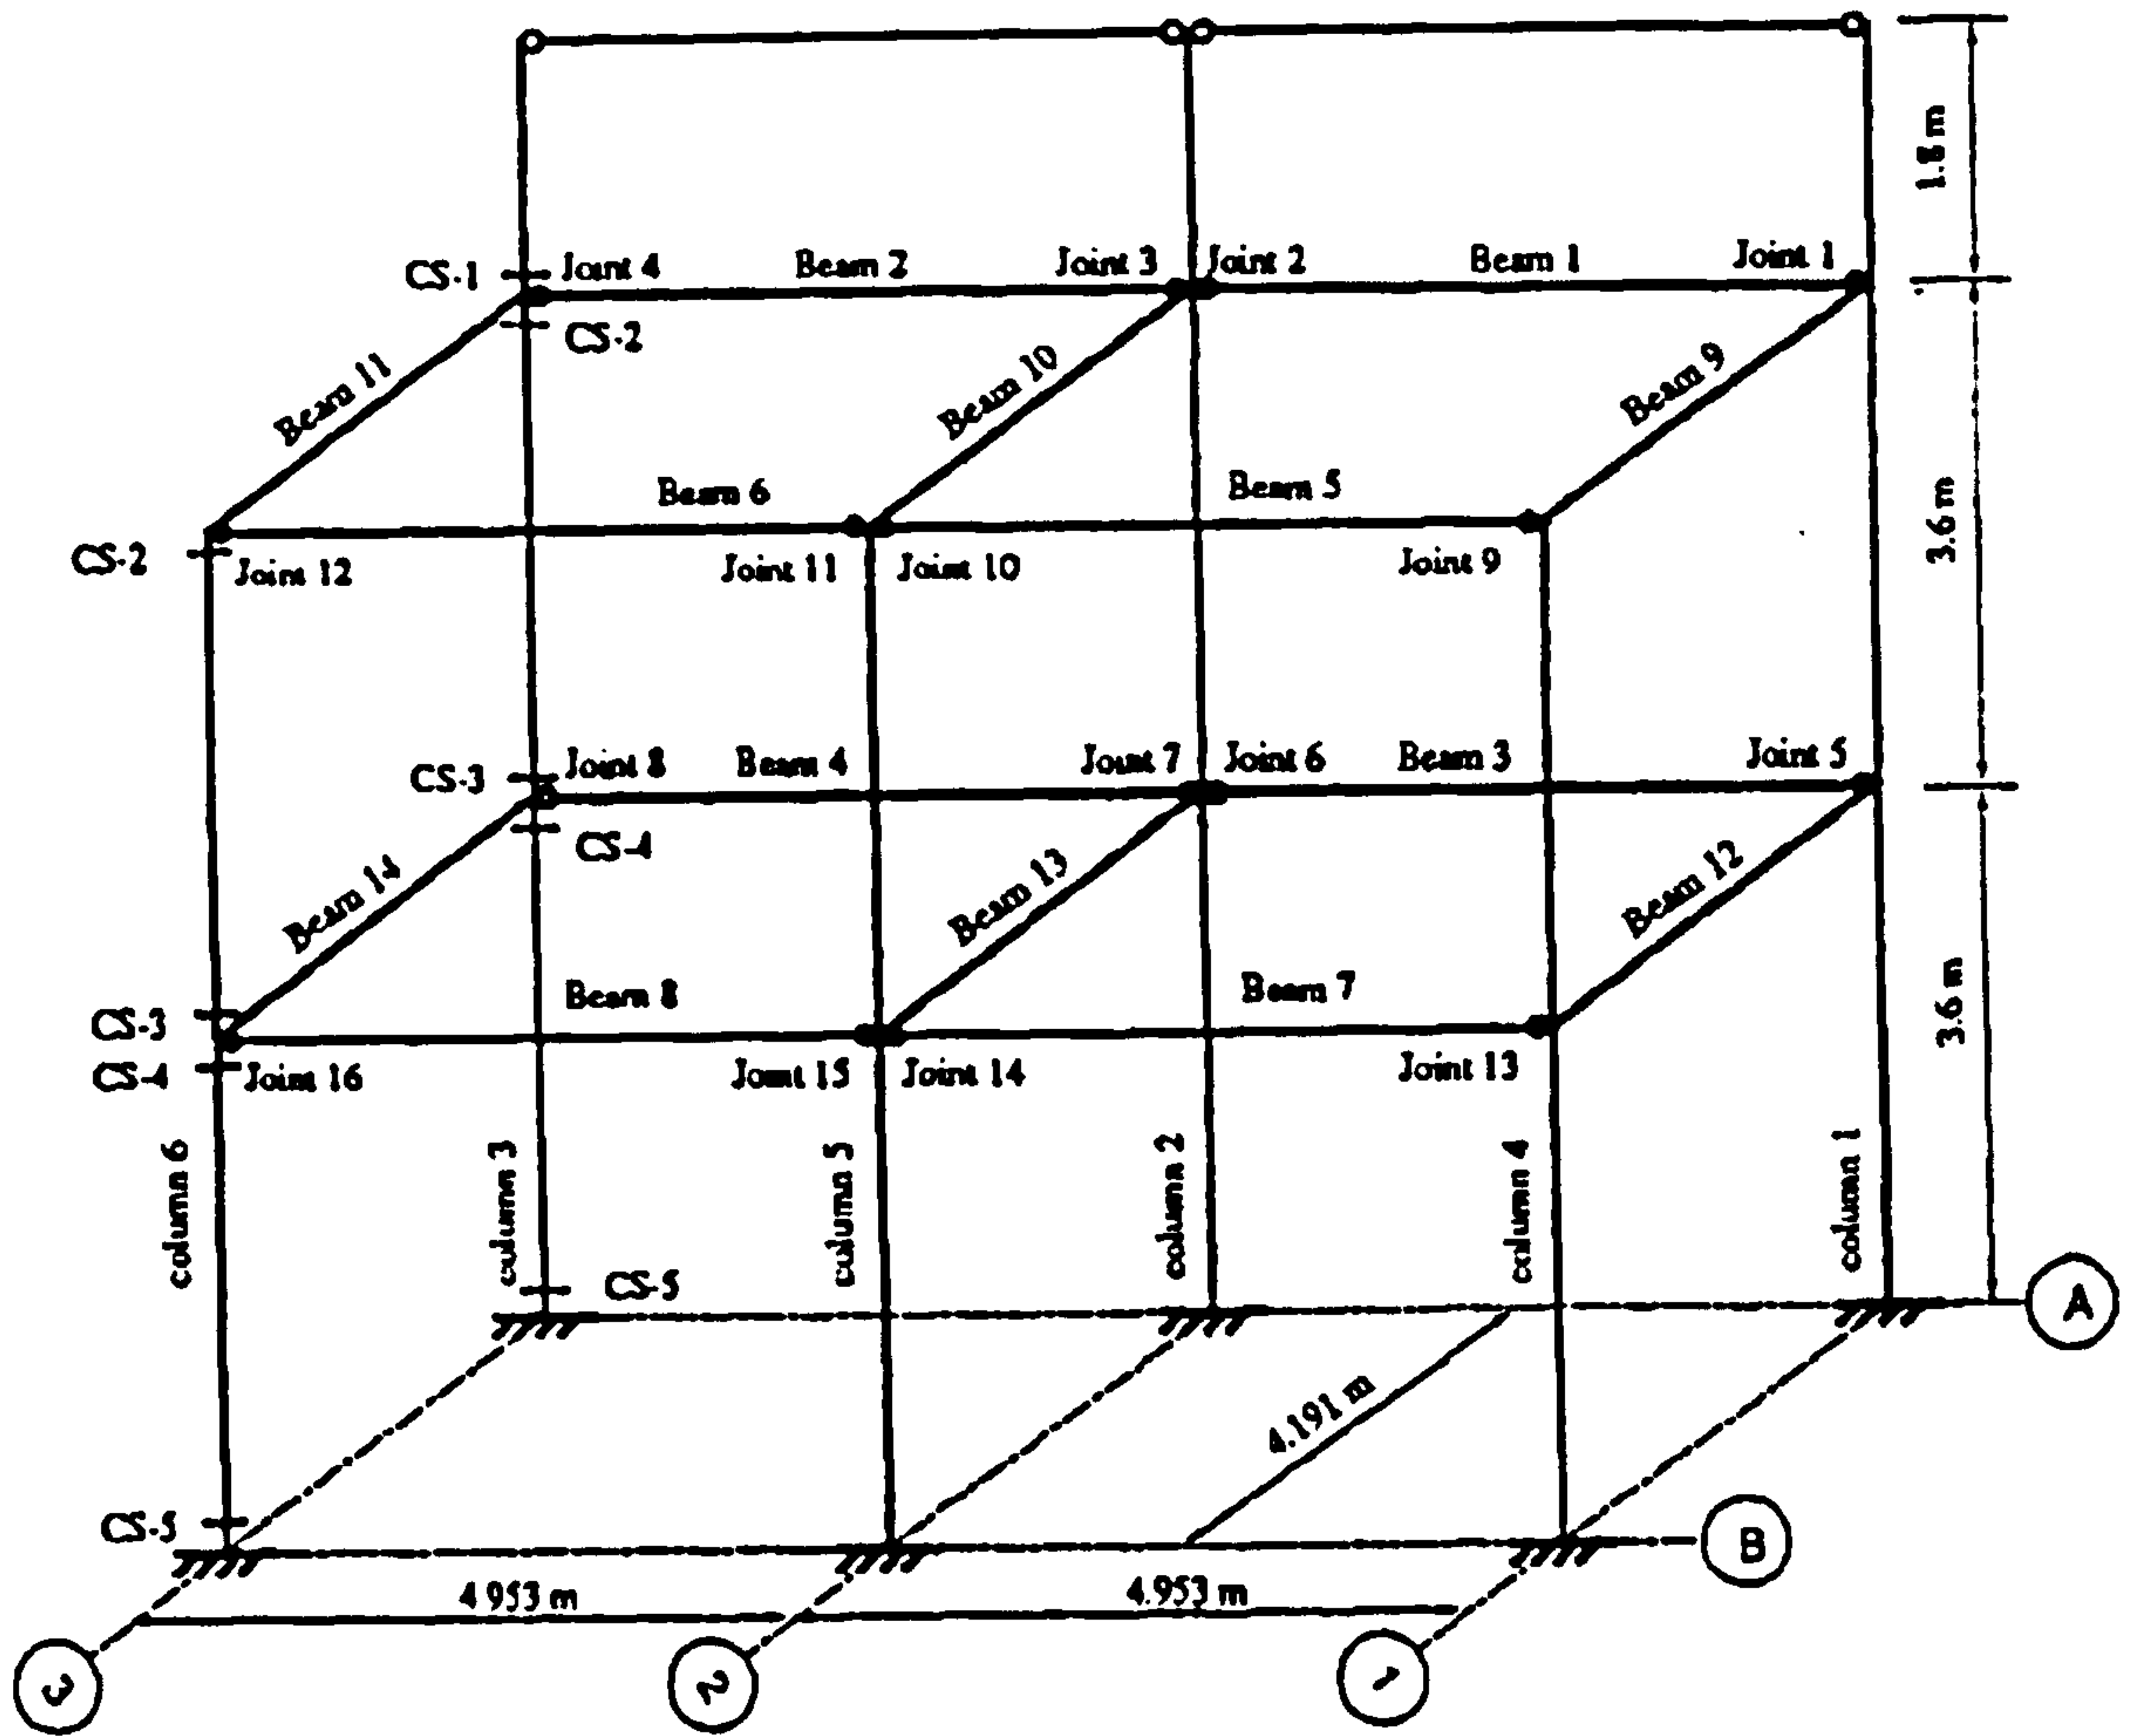 1.8 m
CS-1 Joint 4 Beam 2 Joint 3 Joint 2 Beam 1 Joint 1
CS-2
Beam 11
Beam 10
Beam 9
Beam 6
Beam 5
CS-2 Joint 12 Joint 11 Joint 10 Joint 9
3.6 m
CS-3 Joint 8 Beam 4 Joint 7 Joint 6 Beam 3 Joint 5
CS-4
Beam 14
Beam 13
Beam 12
Beam 8
Beam 7
CS-3
CS-4 Joint 16 Joint 15 Joint 14 Joint 13
3.6 m
column 6
column 3
column 5
column 2
column 4
column 1
CS-5
A
4.191 m
CS-5
B
4.953 m
4.953 m
3
2
1